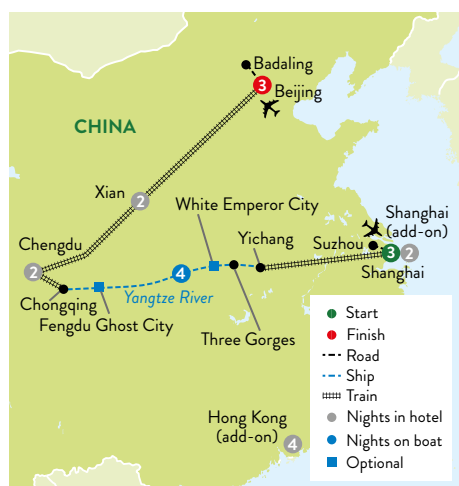 Badaling
3
Beijing
CHINA
Xian
2
White Emperor City
Shanghai
(add-on)
Chengdu
Yichang
Suzhou
2
4
3
2
Shanghai
Chongqing
Yangtze River
Fengdu Ghost City
Three Gorges
Start
Finish
Road
Ship
Train
Nights in hotel
Nights on boat
Optional
Hong Kong
(add-on)
4